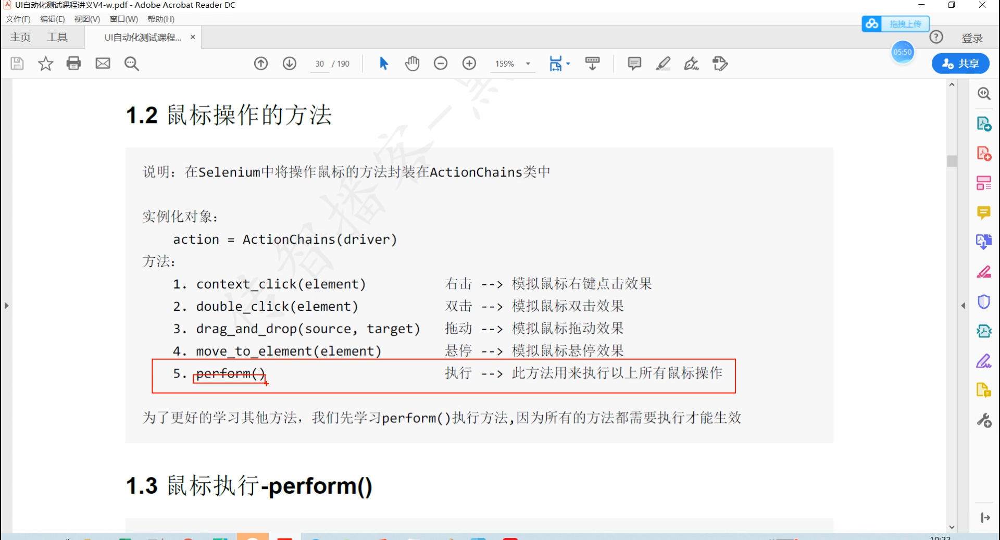 UI自动化测试课程讲义V4-w.pdf - Adobe Acrobat Reader DC
文件(F) 编辑(E) 视图(V) 窗口(W) 帮助(H)
拖拽上传
主页 工具 UI自动化测试课程... × 登录
05:50
30 / 190 159% 共享
1.2 鼠标操作的方法
说明：在Selenium中将操作鼠标的方法封装在ActionChains类中
实例化对象：
action = ActionChains(driver)
方法：
1. context_click(element) 右击 --> 模拟鼠标右键点击效果
2. double_click(element) 双击 --> 模拟鼠标双击效果
3. drag_and_drop(source, target) 拖动 --> 模拟鼠标拖动效果
4. move_to_element(element) 悬停 --> 模拟鼠标悬停效果
5. perform() 执行 --> 此方法用来执行以上所有鼠标操作
为了更好的学习其他方法，我们先学习perform()执行方法,因为所有的方法都需要执行才能生效
1.3 鼠标执行-perform()
传智播客一黑